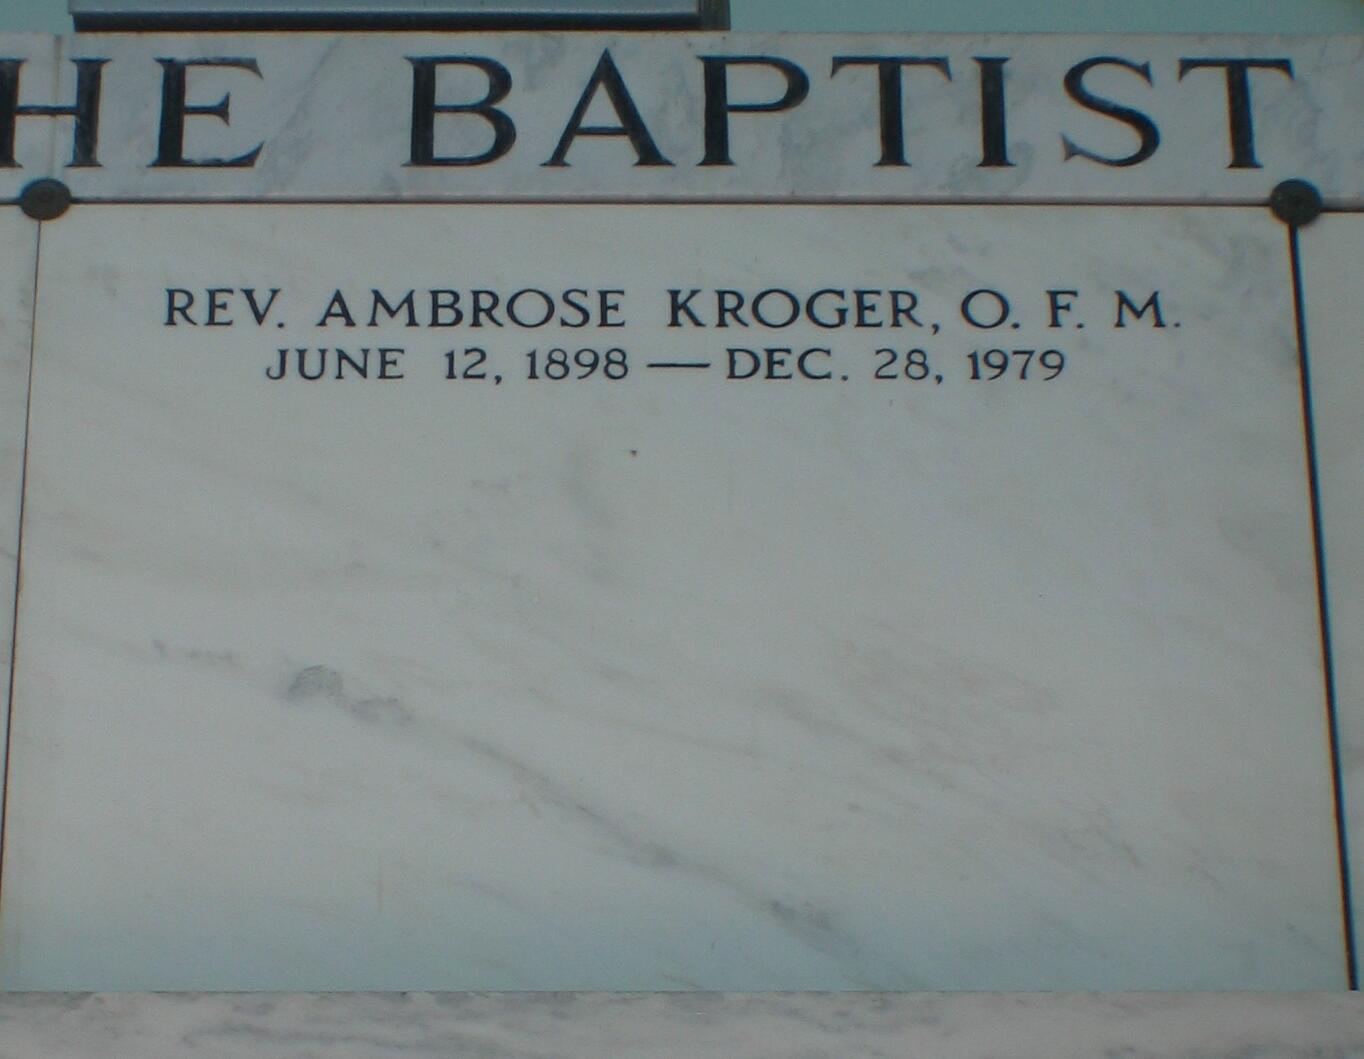 HE BAPTIST
REV. AMBROSE KROGER, O. F. M.
JUNE 12, 1898 — DEC. 28, 1979